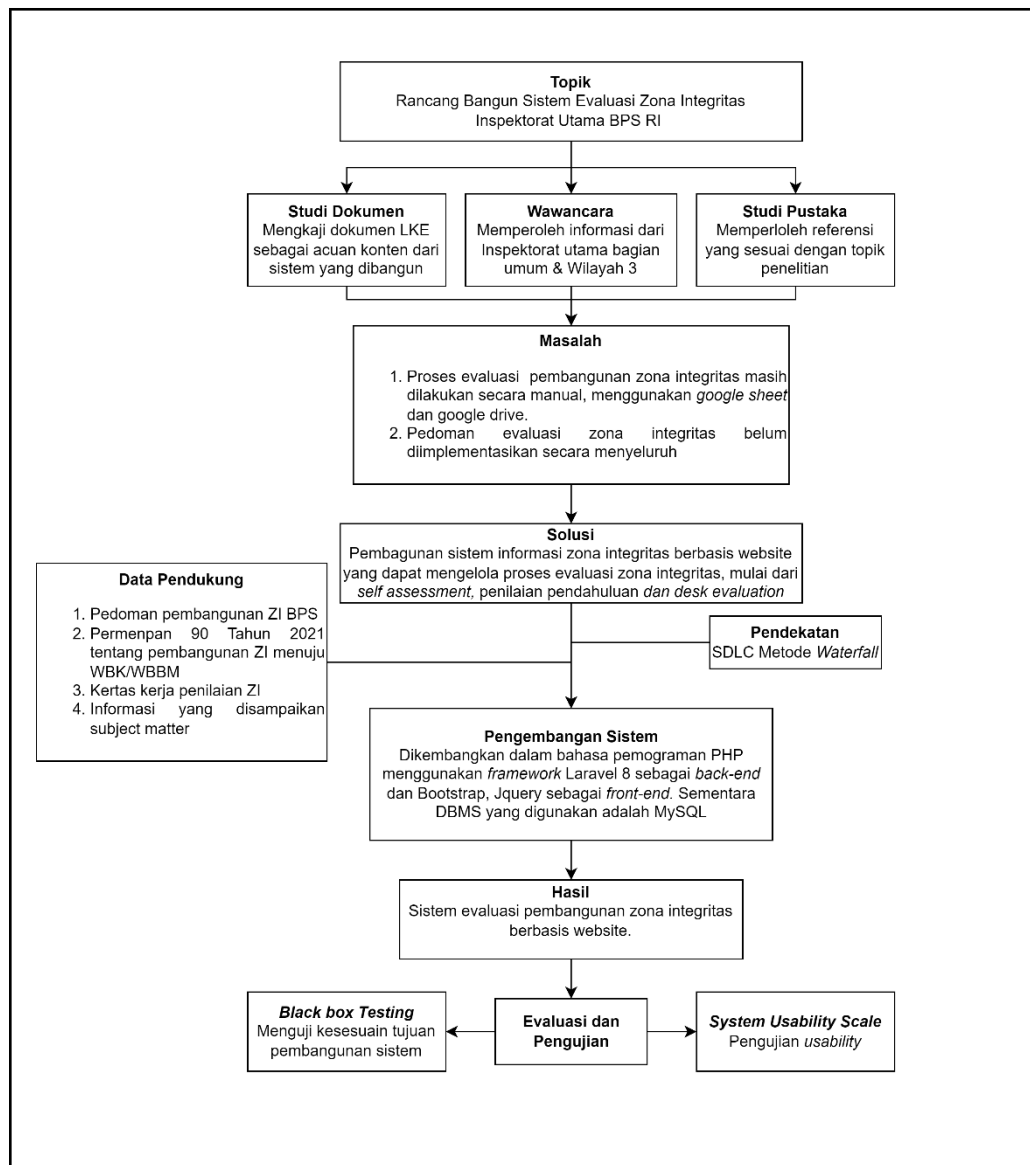 Topik
Rancang Bangun Sistem Evaluasi Zona Integritas
Inspektorat Utama BPS RI
Studi Dokumen
Mengkaji dokumen LKE
sebagai acuan konten dari
sistem yang dibangun
Wawancara
Memperoleh informasi dari
Inspektorat utama bagian
umum & Wilayah 3
Studi Pustaka
Memperloleh referensi
yang sesuai dengan topik
penelitian
Masalah
1. Proses evaluasi pembangunan zona integritas masih
dilakukan secara manual, menggunakan google sheet
dan google drive.
2. Pedoman evaluasi zona integritas belum
diimplementasikan secara menyeluruh
Solusi
Pembagunan sistem informasi zona integritas berbasis website
yang dapat mengelola proses evaluasi zona integritas, mulai dari
self assessment, penilaian pendahuluan dan desk evaluation
Data Pendukung
1. Pedoman pembangunan ZI BPS
2. Permenpan 90 Tahun 2021
tentang pembangunan ZI menuju
WBK/WBBM
3. Kertas kerja penilaian ZI
4. Informasi yang disampaikan
subject matter
Pendekatan
SDLC Metode Waterfall
Pengembangan Sistem
Dikembangkan dalam bahasa pemograman PHP
menggunakan framework Laravel 8 sebagai back-end
dan Bootstrap, Jquery sebagai front-end. Sementara
DBMS yang digunakan adalah MySQL
Hasil
Sistem evaluasi pembangunan zona integritas
berbasis website.
Black box Testing
Menguji kesesuain tujuan
pembangunan sistem
Evaluasi dan
Pengujian
System Usability Scale
Pengujian usability